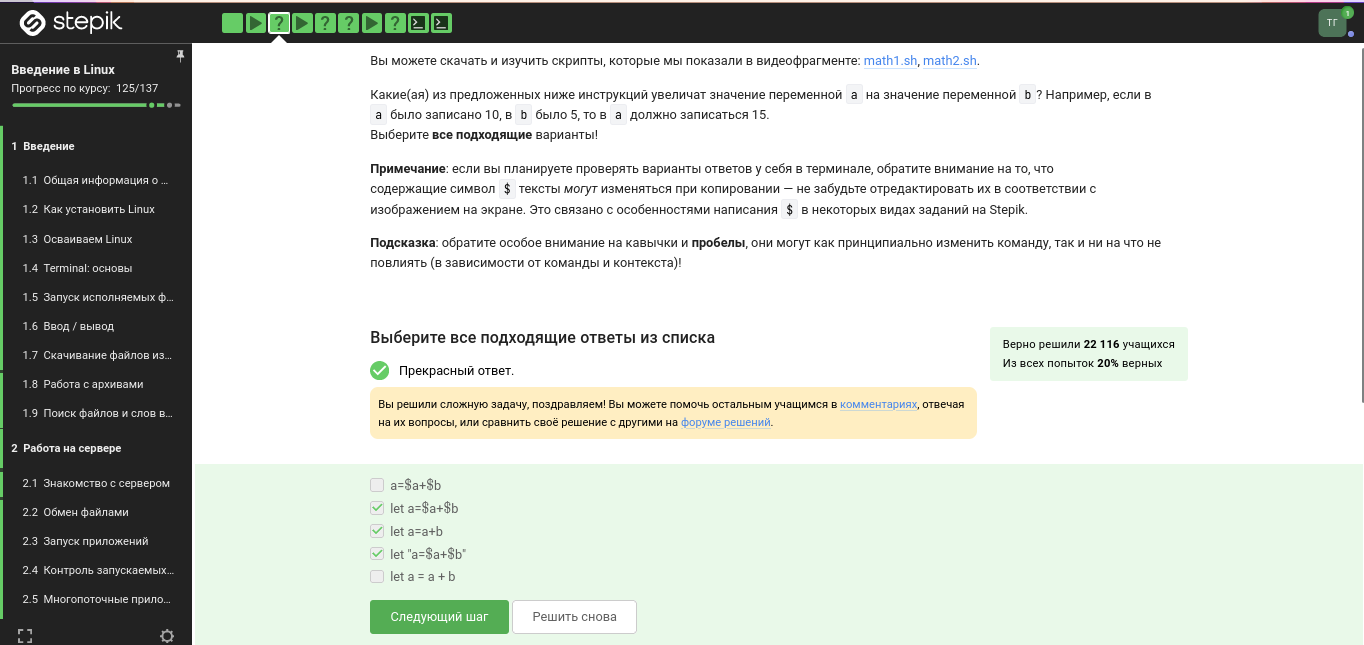 stepik
?
?
?
?
1
ТГ
Введение в Linux
Прогресс по курсу: 125/137
1 Введение
1.1 Общая информация о ...
1.2 Как установить Linux
1.3 Осваиваем Linux
1.4 Terminal: основы
1.5 Запуск исполняемых ф...
1.6 Ввод / вывод
1.7 Скачивание файлов из...
1.8 Работа с архивами
1.9 Поиск файлов и слов в...
2 Работа на сервере
2.1 Знакомство с сервером
2.2 Обмен файлами
2.3 Запуск приложений
2.4 Контроль запускаемых...
2.5 Многопоточные прило...
Вы можете скачать и изучить скрипты, которые мы показали в видеофрагменте: math1.sh, math2.sh.
Какие(ая) из предложенных ниже инструкций увеличат значение переменной a на значение переменной b ? Например, если в
a было записано 10, в b было 5, то в a должно записаться 15.
Выберите все подходящие варианты!
Примечание: если вы планируете проверять варианты ответов у себя в терминале, обратите внимание на то, что
содержащие символ $ тексты могут изменяться при копировании — не забудьте отредактировать их в соответствии с
изображением на экране. Это связано с особенностями написания $ в некоторых видах заданий на Stepik.
Подсказка: обратите особое внимание на кавычки и пробелы, они могут как принципиально изменить команду, так и ни на что не
повлиять (в зависимости от команды и контекста)!
Выберите все подходящие ответы из списка
Прекрасный ответ.
Вы решили сложную задачу, поздравляем! Вы можете помочь остальным учащимся в комментариях, отвечая
на их вопросы, или сравнить своё решение с другими на форуме решений.
Верно решили 22 116 учащихся
Из всех попыток 20% верных
a=$a+$b
let a=$a+$b
let a=a+b
let "a=$a+$b"
let a = a + b
Следующий шаг
Решить снова